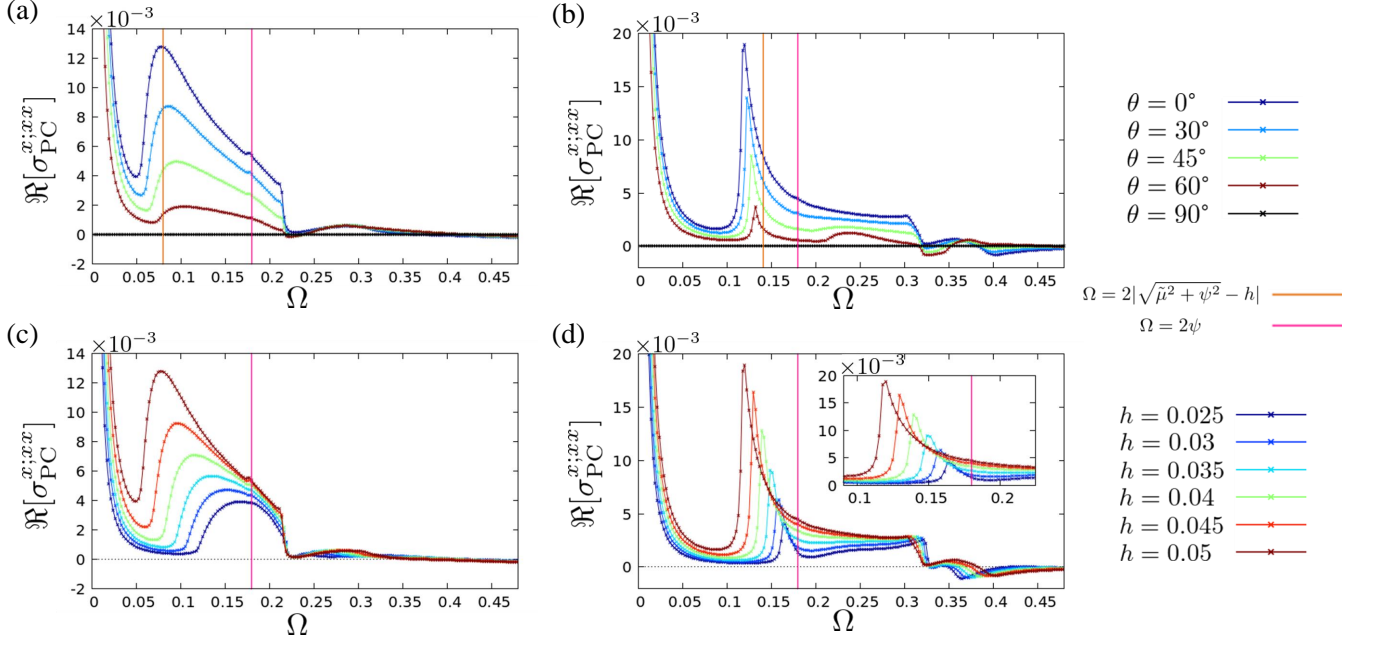 (a)
×10⁻³
14
12
10
8
6
4
2
0
-2
ℜ[σ_PC^{x;xx}]
0 0.05 0.1 0.15 0.2 0.25 0.3 0.35 0.4 0.45
Ω
(b)
×10⁻³
20
15
10
5
0
ℜ[σ_PC^{x;xx}]
0 0.05 0.1 0.15 0.2 0.25 0.3 0.35 0.4 0.45
Ω
θ = 0°
θ = 30°
θ = 45°
θ = 60°
θ = 90°
Ω = 2|√(μ̃² + ψ²) − h|
Ω = 2ψ
(c)
×10⁻³
14
12
10
8
6
4
2
0
-2
ℜ[σ_PC^{x;xx}]
0 0.05 0.1 0.15 0.2 0.25 0.3 0.35 0.4 0.45
Ω
(d)
×10⁻³
20
15
10
5
0
ℜ[σ_PC^{x;xx}]
0 0.05 0.1 0.15 0.2 0.25 0.3 0.35 0.4 0.45
Ω
×10⁻³
20
15
10
5
0
0.1 0.15 0.2
h = 0.025
h = 0.03
h = 0.035
h = 0.04
h = 0.045
h = 0.05